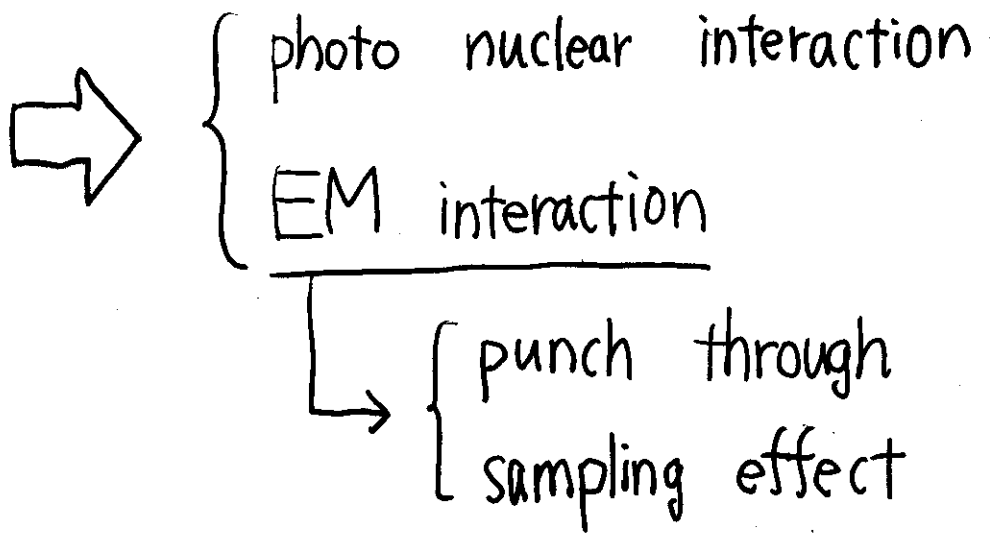 photo nuclear interaction
EM interaction
punch through
sampling effect